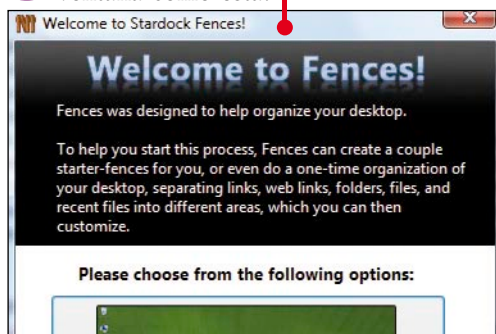 Welcome to Stardock Fences!
Welcome to Fences!
Fences was designed to help organize your desktop.
To help you start this process, Fences can create a couple
starter-fences for you, or even do a one-time organization of
your desktop, separating links, web links, folders, files, and
recent files into different areas, which you can then
customize.
Please choose from the following options: